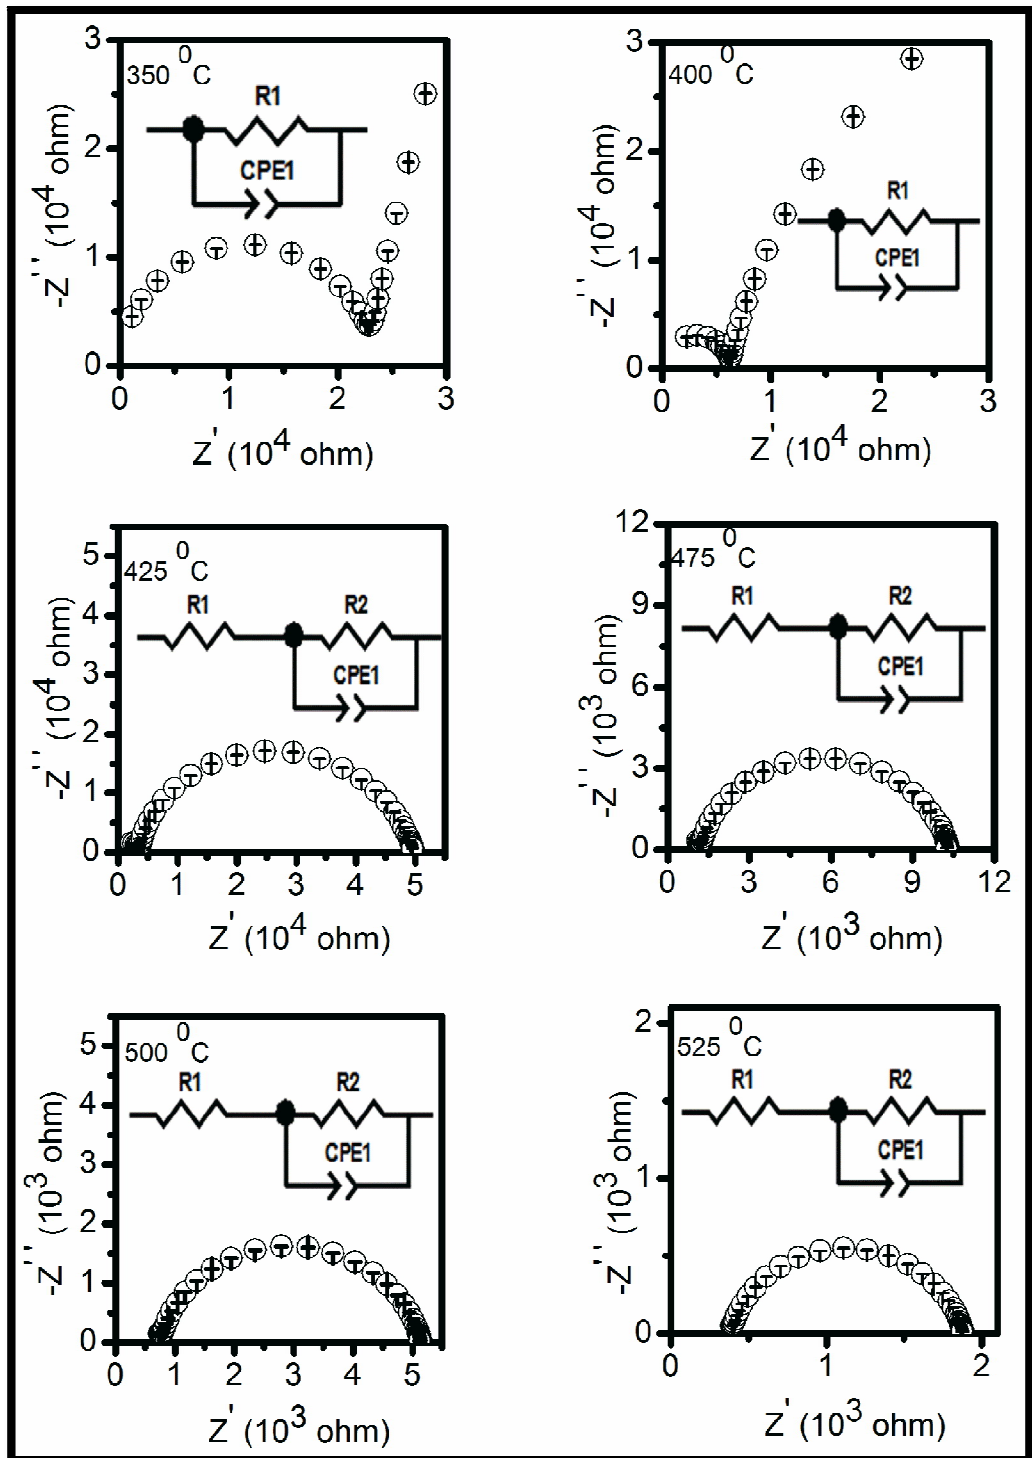 350 ⁰C
R1
CPE1
3
2
1
0
0 1 2 3
-Z'' (10⁴ ohm)
Z' (10⁴ ohm)
400 ⁰C
R1
CPE1
3
2
1
0
0 1 2 3
-Z'' (10⁴ ohm)
Z' (10⁴ ohm)
425 ⁰C
R1 R2
CPE1
5
4
3
2
1
0
0 1 2 3 4 5
-Z'' (10⁴ ohm)
Z' (10⁴ ohm)
475 ⁰C
R1 R2
CPE1
12
9
6
3
0
0 3 6 9 12
-Z'' (10³ ohm)
Z' (10³ ohm)
500 ⁰C
R1 R2
CPE1
5
4
3
2
1
0
0 1 2 3 4 5
-Z'' (10³ ohm)
Z' (10³ ohm)
525 ⁰C
R1 R2
CPE1
2
1
0
0 1 2
-Z'' (10³ ohm)
Z' (10³ ohm)